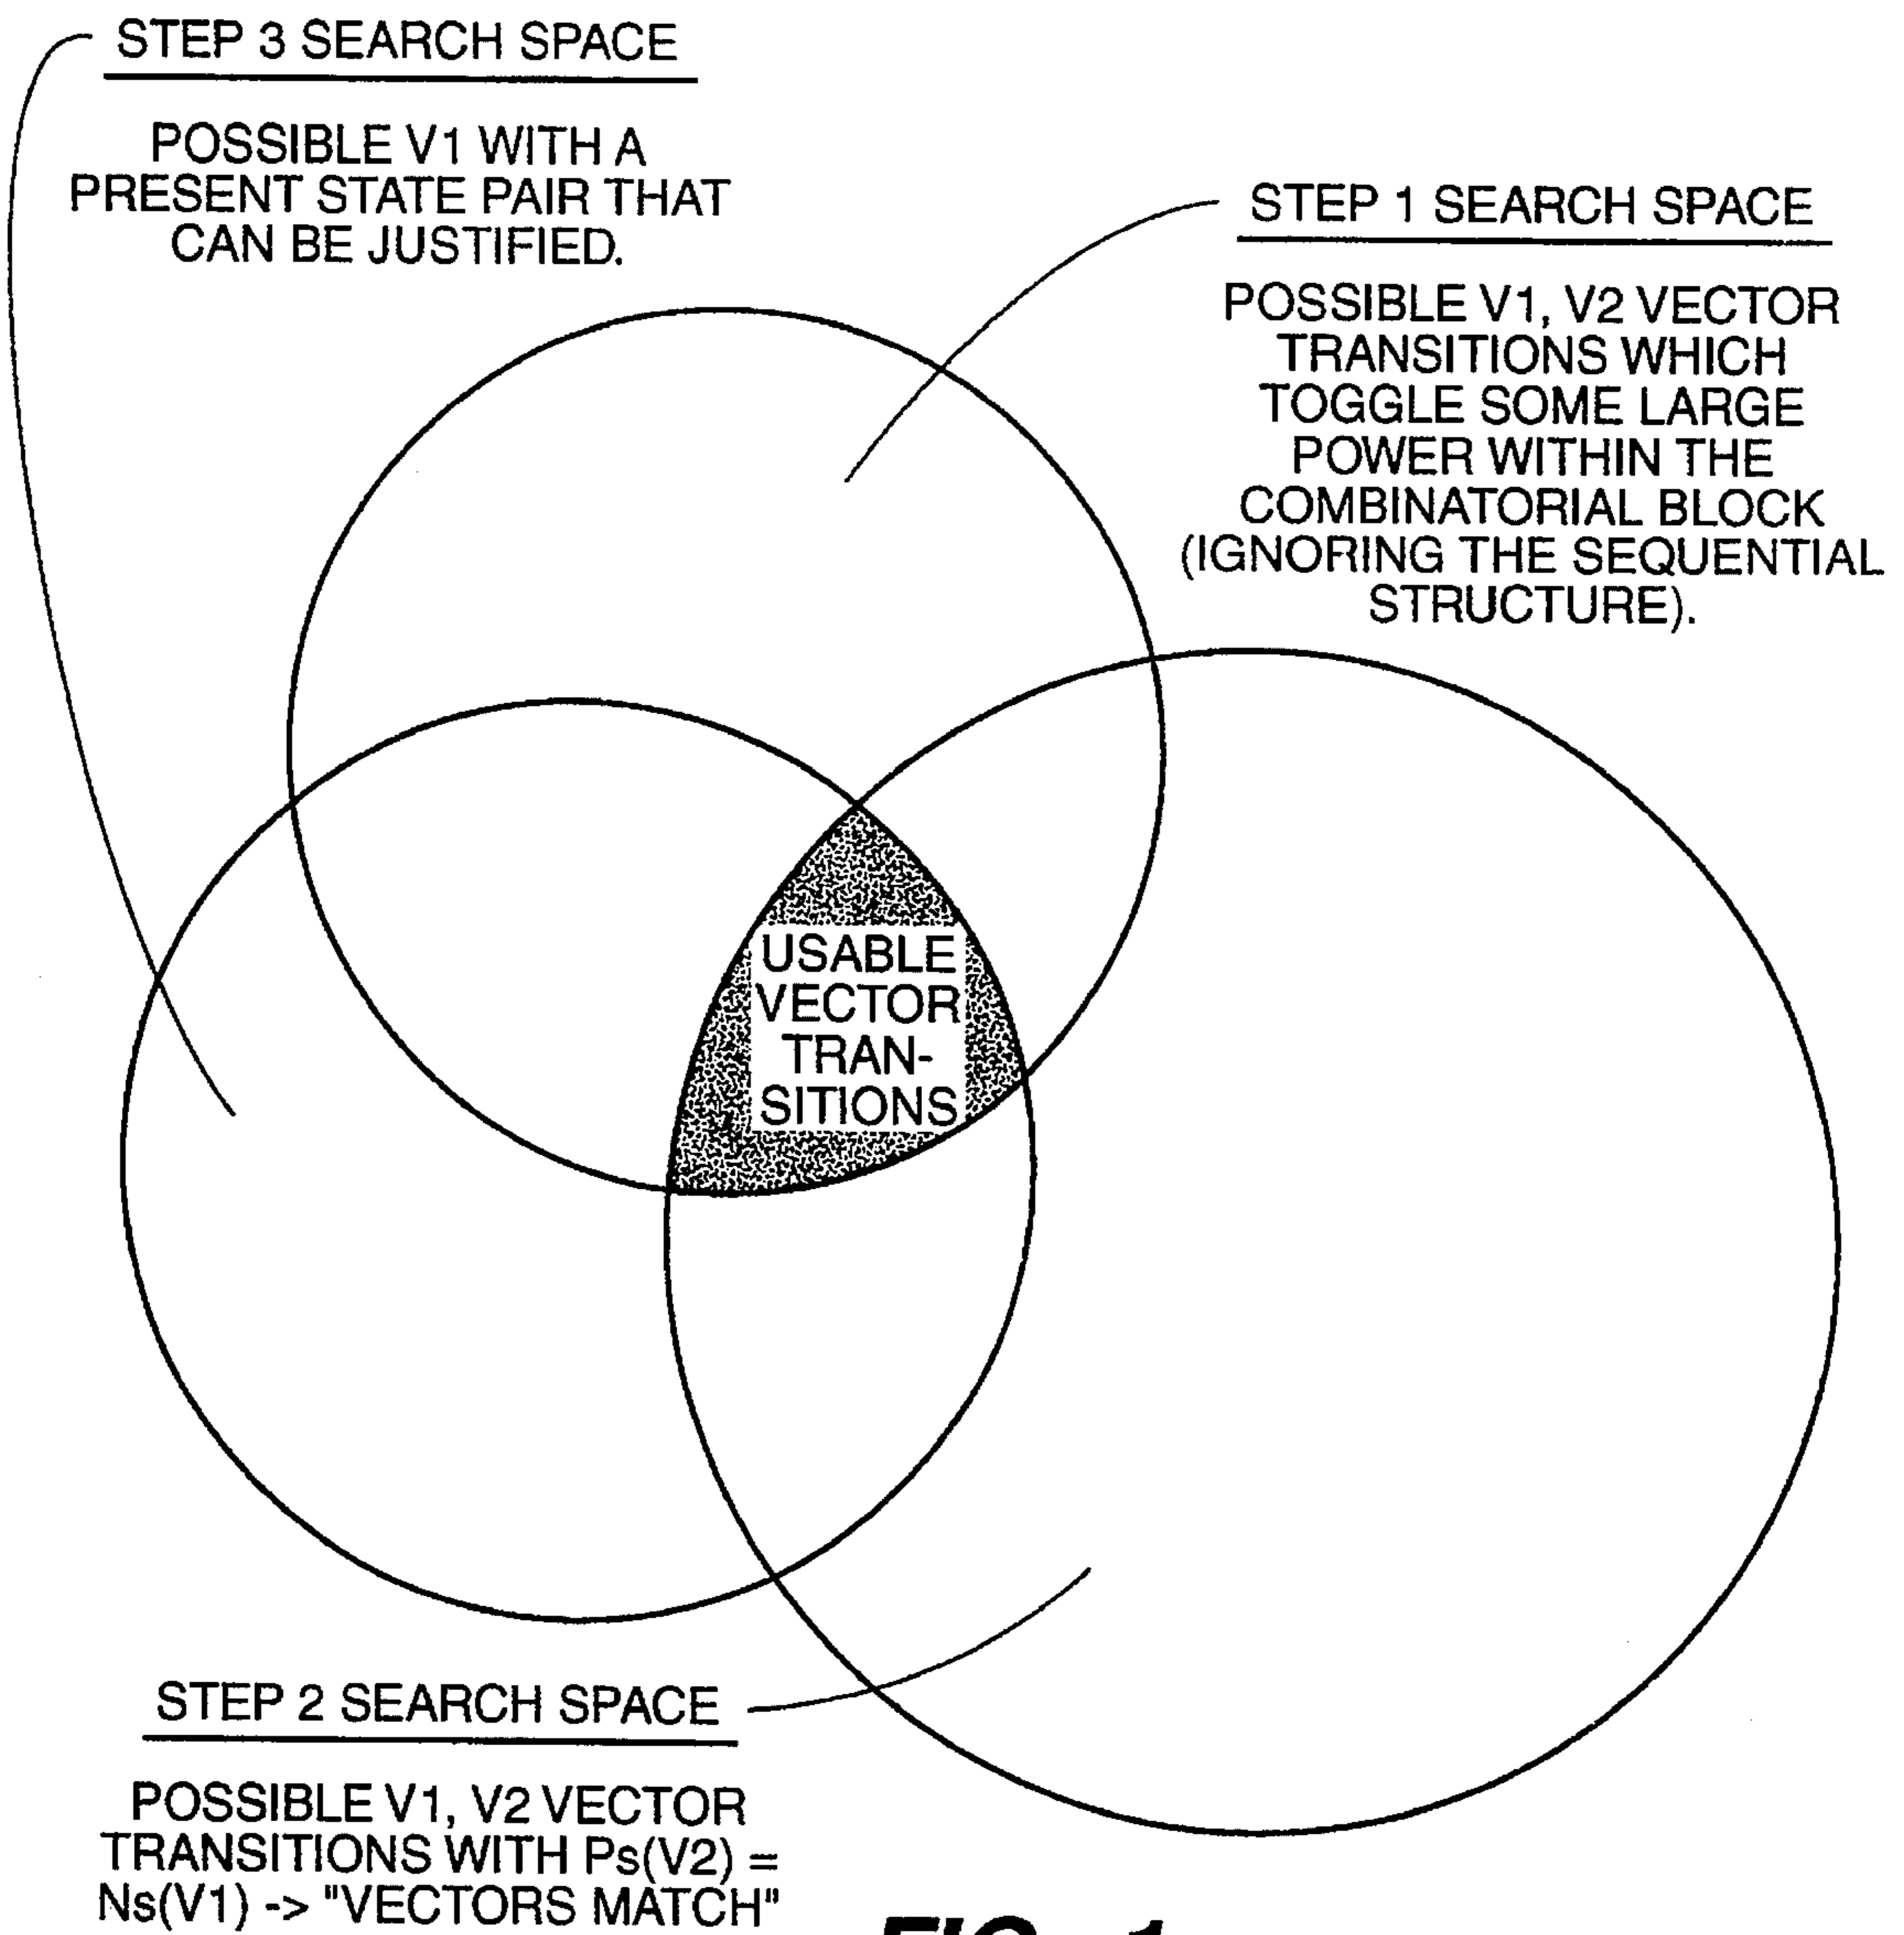 STEP 3 SEARCH SPACE
POSSIBLE V1 WITH A
PRESENT STATE PAIR THAT
CAN BE JUSTIFIED.
STEP 1 SEARCH SPACE
POSSIBLE V1, V2 VECTOR
TRANSITIONS WHICH
TOGGLE SOME LARGE
POWER WITHIN THE
COMBINATORIAL BLOCK
(IGNORING THE SEQUENTIAL
STRUCTURE).
USABLE
VECTOR
TRAN-
SITIONS
STEP 2 SEARCH SPACE
POSSIBLE V1, V2 VECTOR
TRANSITIONS WITH Ps(V2) =
Ns(V1) -> "VECTORS MATCH"
FIG. 1